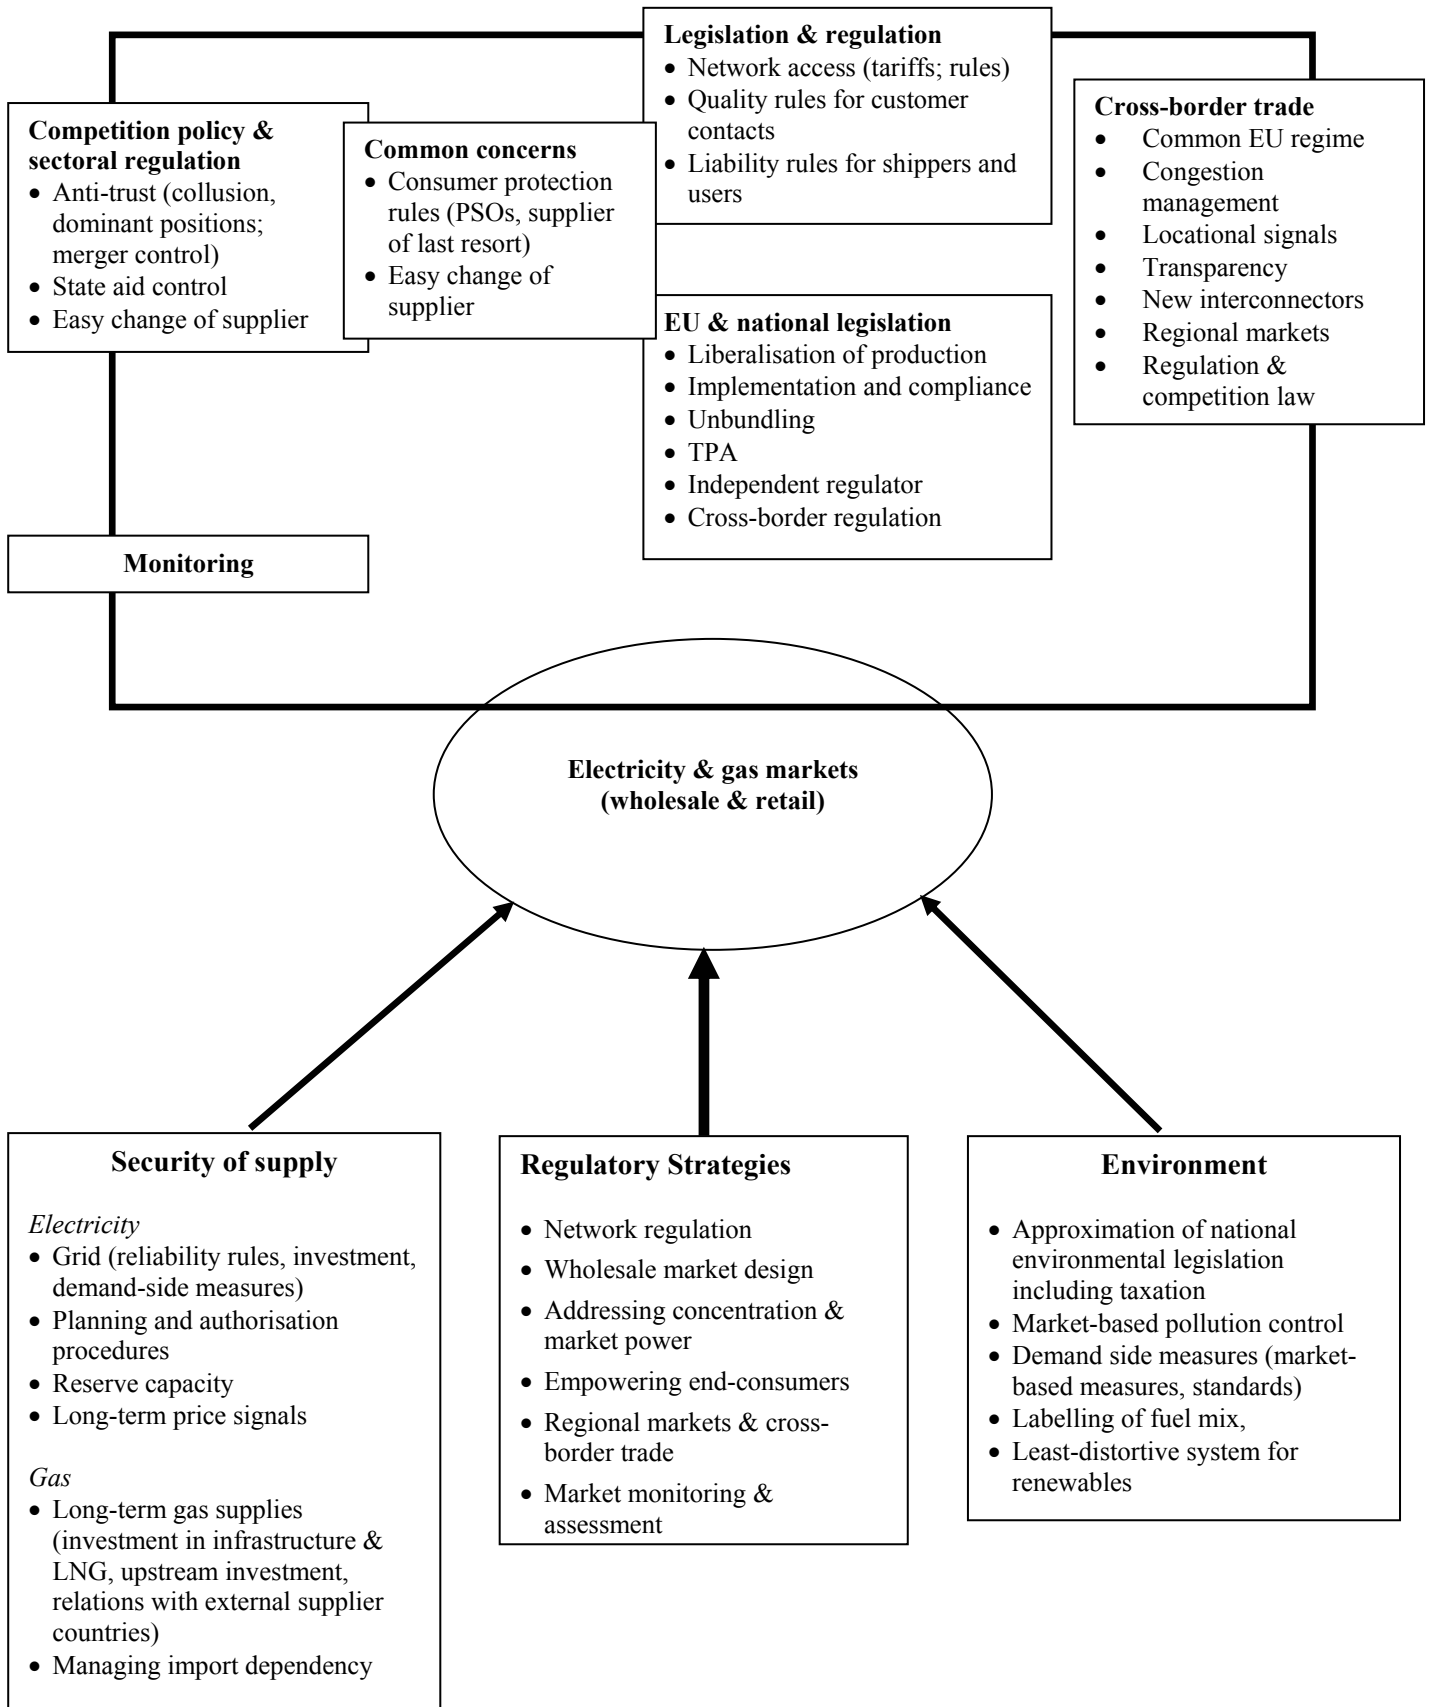 Legislation & regulation
• Network access (tariffs; rules)
• Quality rules for customer
contacts
• Liability rules for shippers and
users
Competition policy &
sectoral regulation
• Anti-trust (collusion,
dominant positions;
merger control)
• State aid control
• Easy change of supplier
Common concerns
• Consumer protection
rules (PSOs, supplier
of last resort)
• Easy change of
supplier
Cross-border trade
• Common EU regime
• Congestion
management
• Locational signals
• Transparency
• New interconnectors
• Regional markets
• Regulation &
competition law
EU & national legislation
• Liberalisation of production
• Implementation and compliance
• Unbundling
• TPA
• Independent regulator
• Cross-border regulation
Monitoring
Electricity & gas markets
(wholesale & retail)
Security of supply
Electricity
• Grid (reliability rules, investment,
demand-side measures)
• Planning and authorisation
procedures
• Reserve capacity
• Long-term price signals
Gas
• Long-term gas supplies
(investment in infrastructure &
LNG, upstream investment,
relations with external supplier
countries)
• Managing import dependency
Regulatory Strategies
• Network regulation
• Wholesale market design
• Addressing concentration &
market power
• Empowering end-consumers
• Regional markets & cross-
border trade
• Market monitoring &
assessment
Environment
• Approximation of national
environmental legislation
including taxation
• Market-based pollution control
• Demand side measures (market-
based measures, standards)
• Labelling of fuel mix,
• Least-distortive system for
renewables